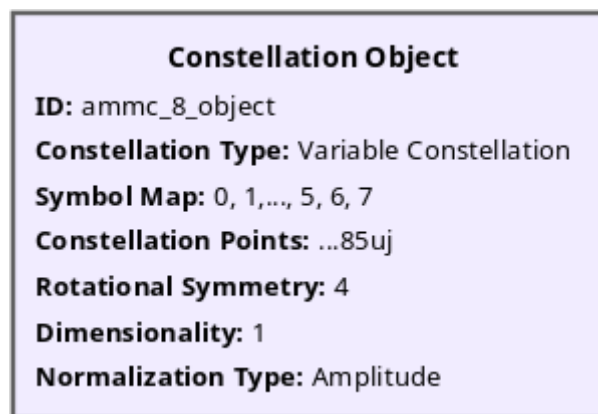 Constellation Object
ID: ammc_8_object
Constellation Type: Variable Constellation
Symbol Map: 0, 1,..., 5, 6, 7
Constellation Points: ...85uj
Rotational Symmetry: 4
Dimensionality: 1
Normalization Type: Amplitude